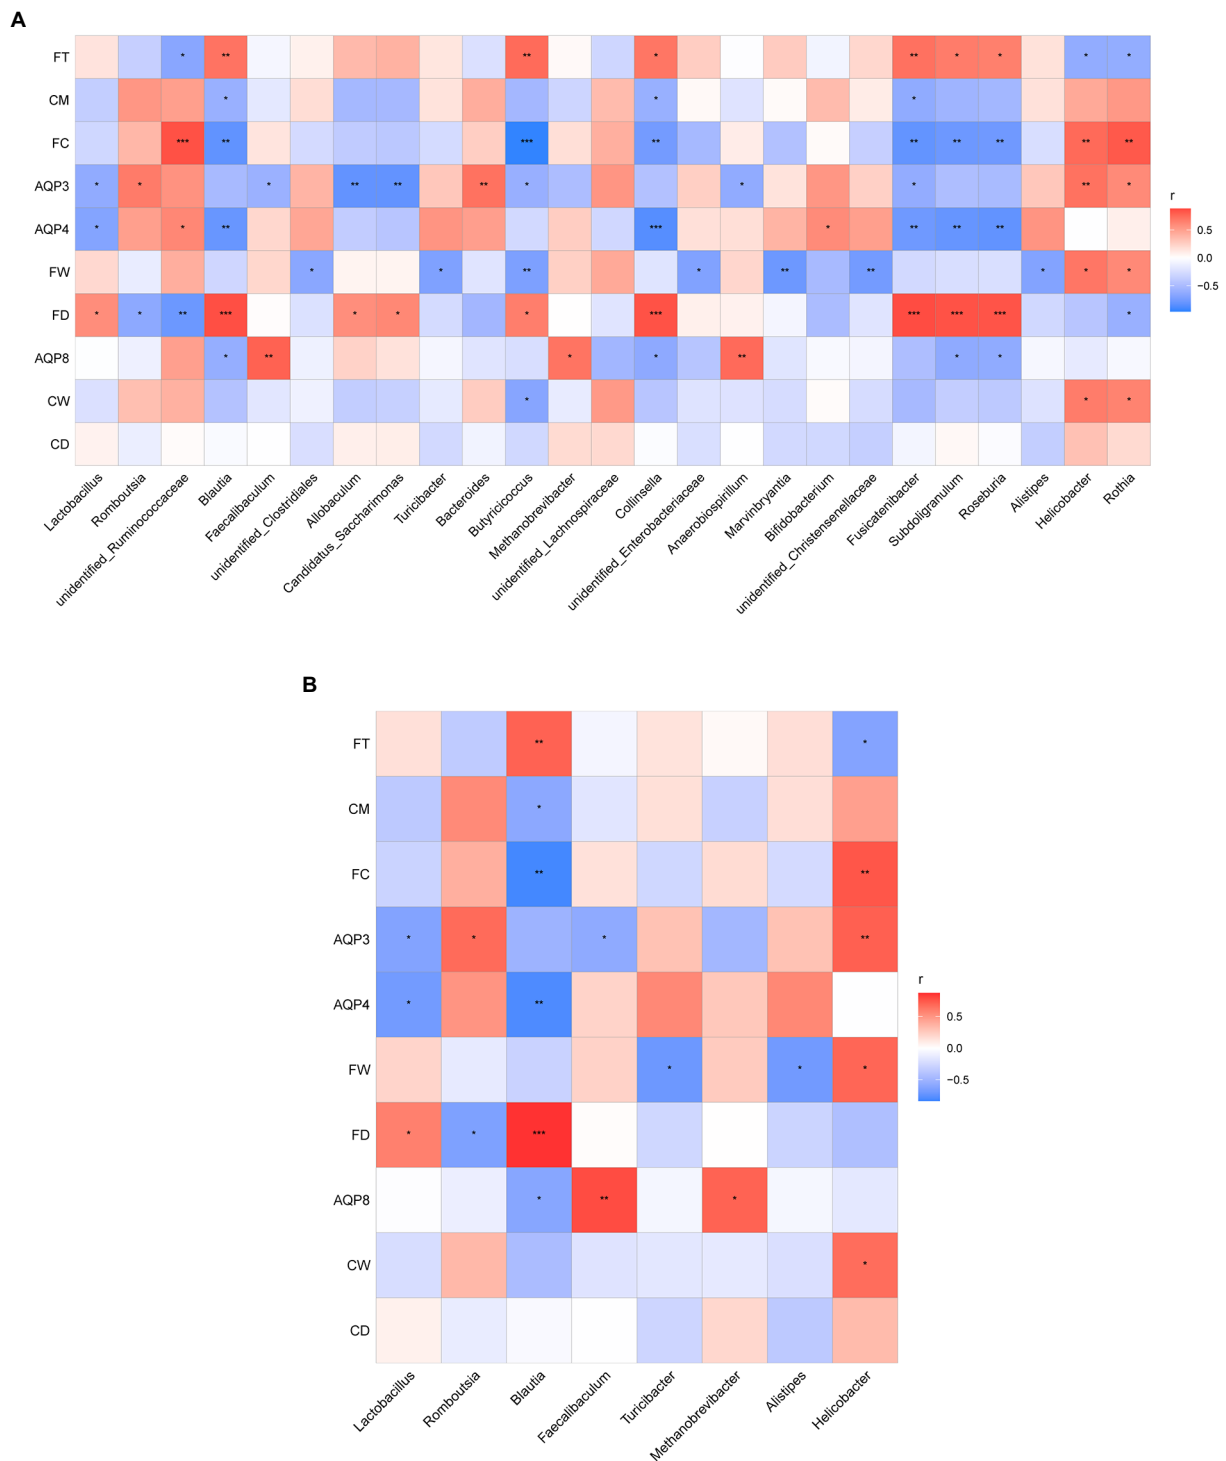 A
FT * ** ** * ** * * * *
CM * * *
FC *** ** *** ** ** ** ** ** **
AQP3 * * * ** ** ** * * * ** *
AQP4 * * ** *** * ** ** **
FW * * ** * ** ** * * *
FD * * ** *** * * * *** *** *** *** *
AQP8 * ** * * ** * *
CW * * *
CD
r
0.5
0.0
−0.5
Lactobacillus
Romboutsia
unidentified_Ruminococcaceae
Blautia
Faecalibaculum
unidentified_Clostridiales
Allobaculum
Candidatus_Saccharimonas
Turicibacter
Bacteroides
Butyricicoccus
Methanobrevibacter
unidentified_Lachnospiraceae
Collinsella
unidentified_Enterobacteriaceae
Anaerobiospirillum
Marvinbryantia
Bifidobacterium
unidentified_Christensenellaceae
Fusicatenibacter
Subdoligranulum
Roseburia
Alistipes
Helicobacter
Rothia
B
FT ** *
CM *
FC ** **
AQP3 * * * **
AQP4 * **
FW * * *
FD * * ***
AQP8 * ** *
CW *
CD
r
0.5
0.0
−0.5
Lactobacillus
Romboutsia
Blautia
Faecalibaculum
Turicibacter
Methanobrevibacter
Alistipes
Helicobacter